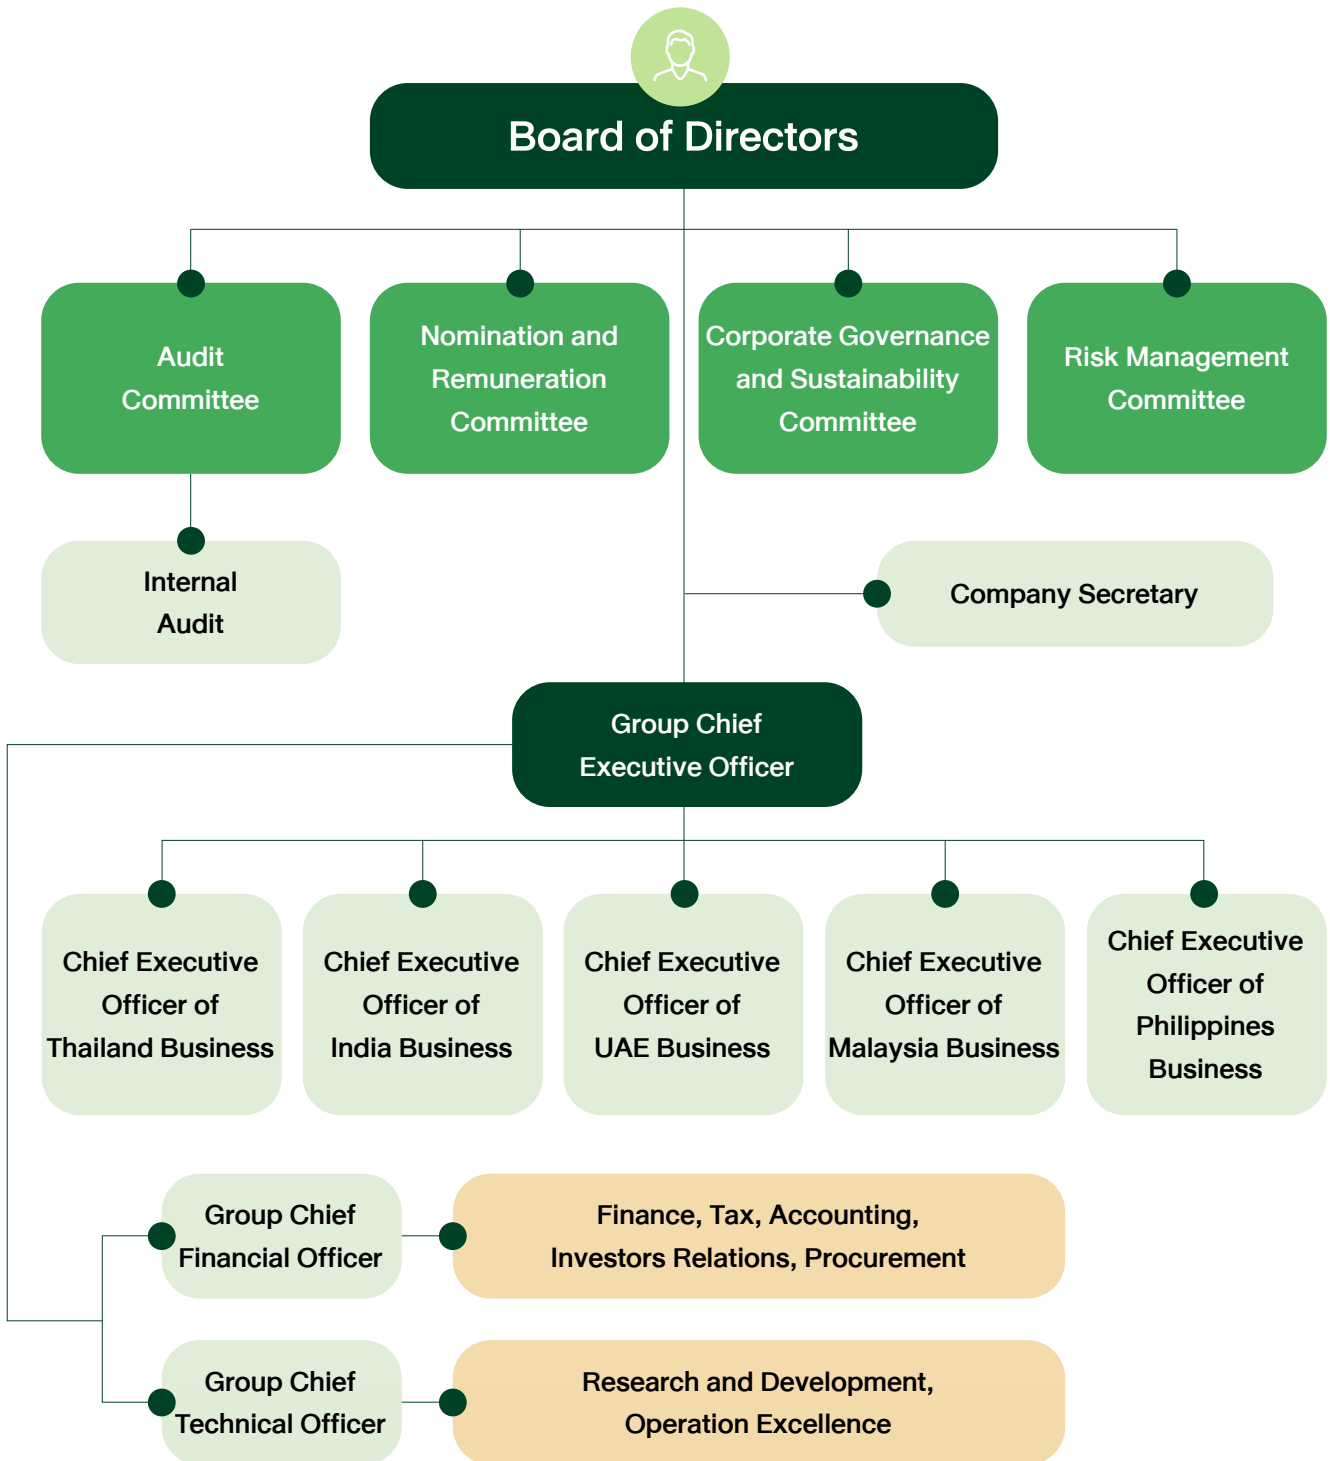 Board of Directors
Audit
Committee
Nomination and
Remuneration
Committee
Corporate Governance
and Sustainability
Committee
Risk Management
Committee
Internal
Audit
Company Secretary
Group Chief
Executive Officer
Chief Executive
Officer of
Thailand Business
Chief Executive
Officer of
India Business
Chief Executive
Officer of
UAE Business
Chief Executive
Officer of
Malaysia Business
Chief Executive
Officer of
Philippines
Business
Group Chief
Financial Officer
Finance, Tax, Accounting,
Investors Relations, Procurement
Group Chief
Technical Officer
Research and Development,
Operation Excellence